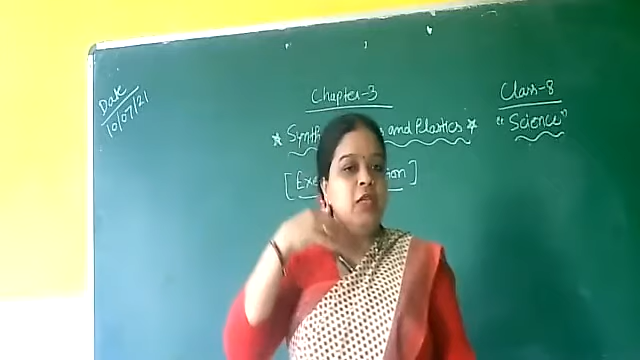 Date
10/07/21
Chapter-3
Class-8
and Plastics
"Science"